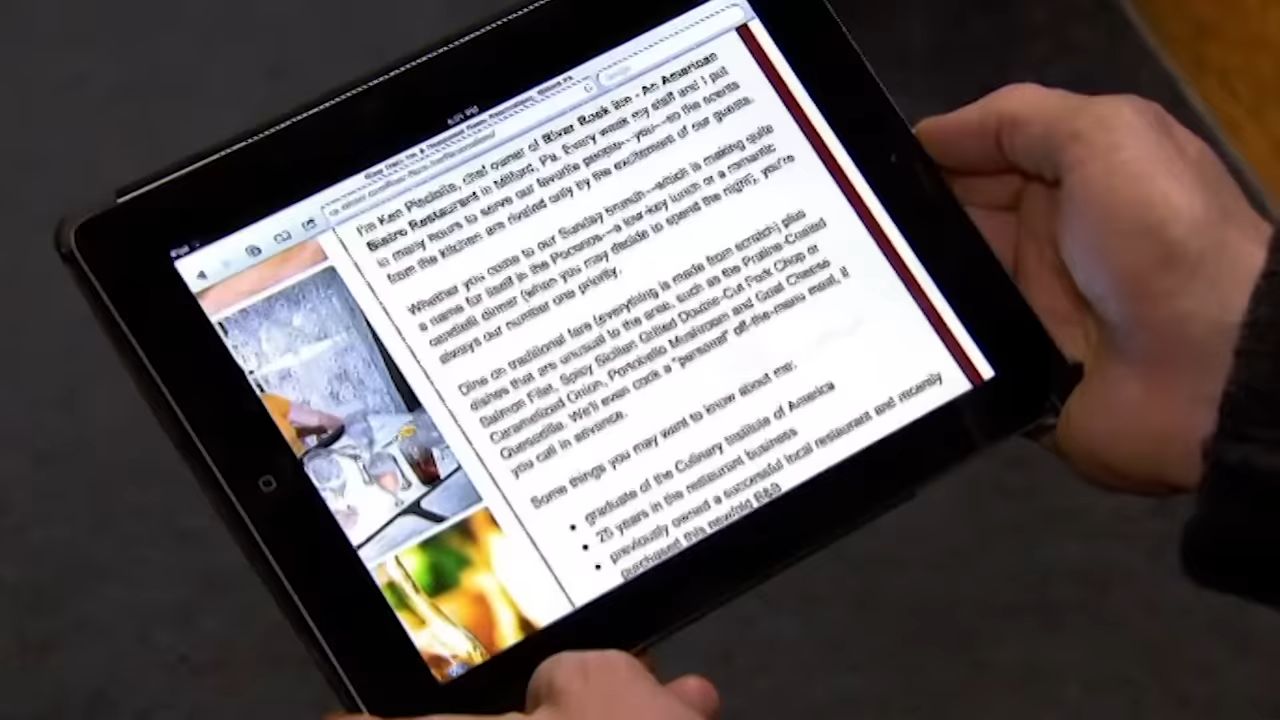 iPad
I'm Ken Pisciotta, chef owner of River Rock Inn - An American
Bistro Restaurant in Milford, Pa. Every week my staff and I put
in many hours to serve our favorite people—you—to the
from the kitchen are rivaled only by the excitement of our guests.
Whether you come to our Sunday brunch—which is making quite
a name for itself in the Poconos—a low-key lunch or a romantic
candlelit dinner (when you may decide to spend the night), you're
always our number one priority.
Dine on traditional fare (everything is made from scratch) plus
dishes that are unusual to the area, such as the Praline-Coated
Salmon Filet, Spicy Sicilian Grilled Double-Cut Pork Chop or
Caramelized Onion, Portobello Mushroom and Goat Cheese
Quesadilla. We'll even cook a "personal" off-the-menu meal, if
you call in advance.
Some things you may want to know about me:
• graduate of the Culinary Institute of America
• 25 years in the restaurant business
• previously owned a successful local restaurant and recently
• purchased this new/old B&B